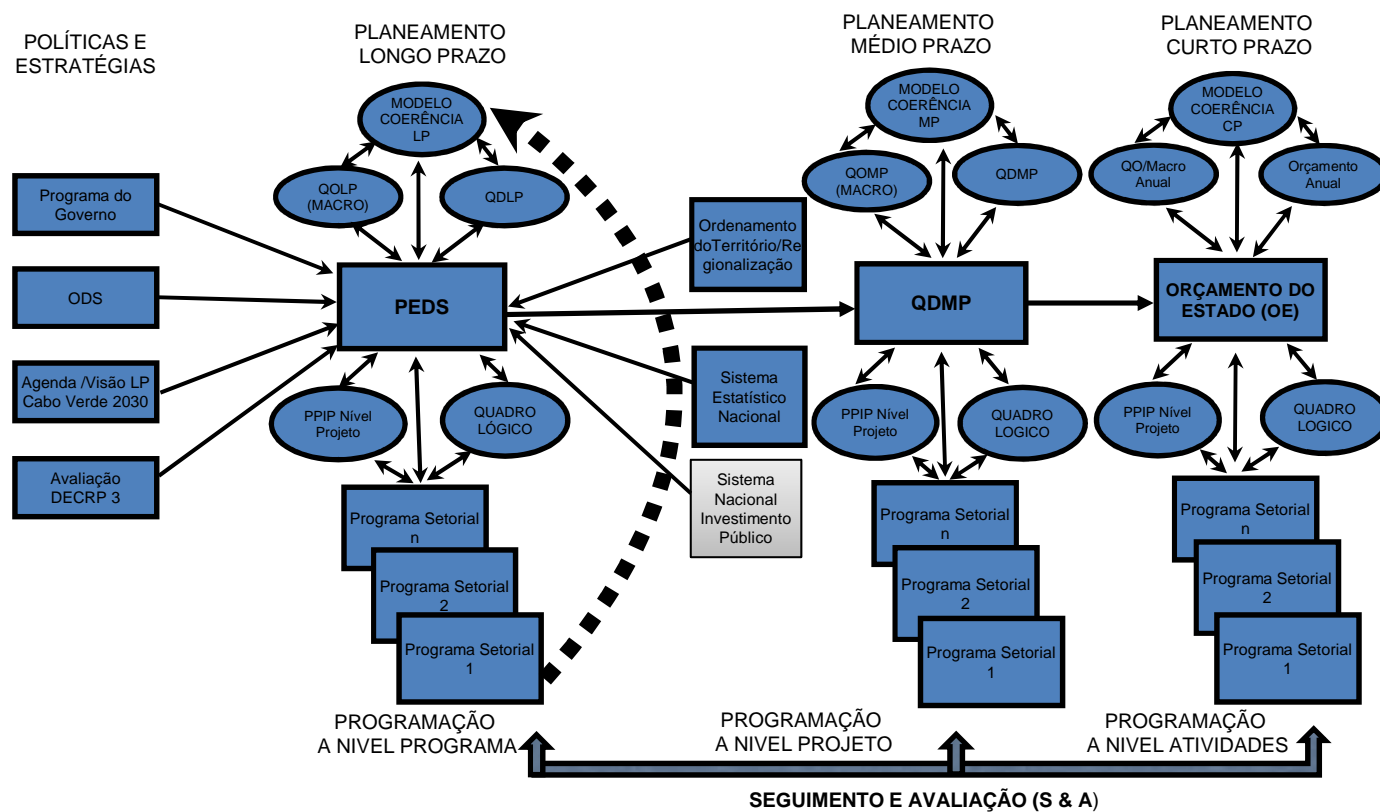 POLÍTICAS E
ESTRATÉGIAS
PLANEAMENTO
LONGO PRAZO
PLANEAMENTO
MÉDIO PRAZO
PLANEAMENTO
CURTO PRAZO
MODELO
COERÊNCIA
LP
QOLP
(MACRO)
QDLP
MODELO
COERÊNCIA
MP
QOMP
(MACRO)
QDMP
MODELO
COERÊNCIA
CP
QO/Macro
Anual
Orçamento
Anual
Programa do
Governo
ODS
Agenda /Visão LP
Cabo Verde 2030
Avaliação
DECRP 3
PEDS
Ordenamento
doTerritório/Re
gionalização
Sistema
Estatístico
Nacional
Sistema
Nacional
Investimento
Público
QDMP
ORÇAMENTO DO
ESTADO (OE)
PPIP Nível
Projeto
QUADRO
LÓGICO
PPIP Nível
Projeto
QUADRO
LOGICO
PPIP Nível
Projeto
QUADRO
LOGICO
Programa Setorial
n
Programa Setorial
2
Programa Setorial
1
Programa Setorial
n
Programa Setorial
2
Programa Setorial
1
Programa Setorial
n
Programa Setorial
2
Programa Setorial
1
PROGRAMAÇÃO
A NIVEL PROGRAMA
PROGRAMAÇÃO
A NIVEL PROJETO
PROGRAMAÇÃO
A NIVEL ATIVIDADES
SEGUIMENTO E AVALIAÇÃO (S & A)